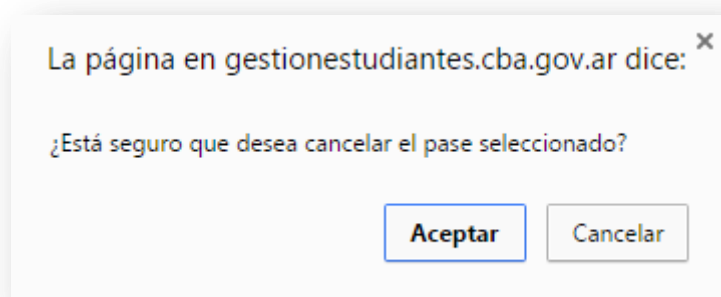 La página en gestionestudiantes.cba.gov.ar dice:
¿Está seguro que desea cancelar el pase seleccionado?
Aceptar Cancelar